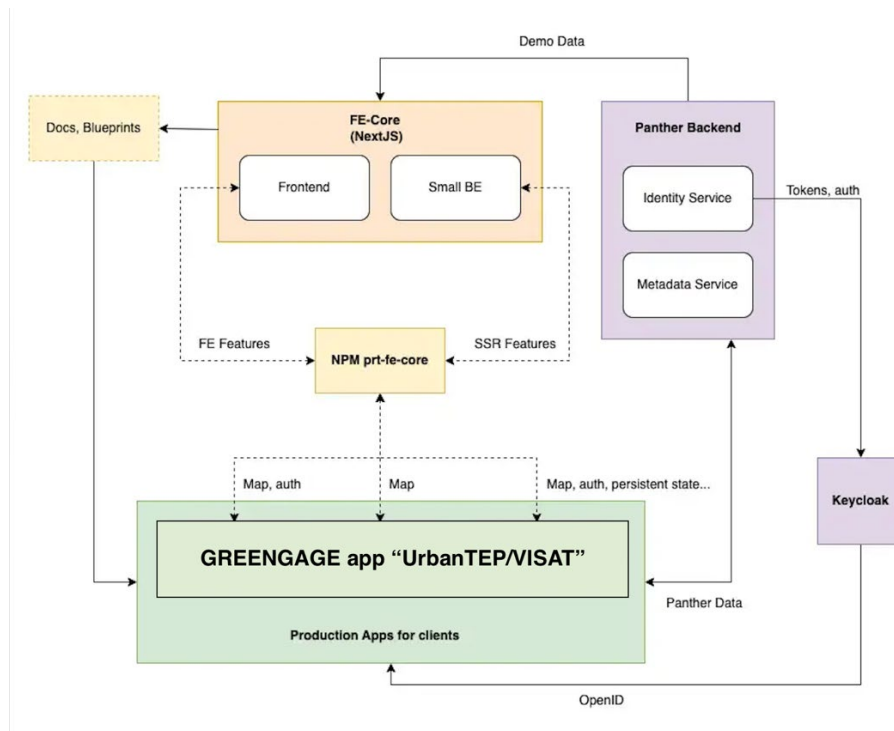 Demo Data
Docs, Blueprints
FE-Core
(NextJS)
Frontend
Small BE
Panther Backend
Identity Service
Metadata Service
Tokens, auth
FE Features
NPM prt-fe-core
SSR Features
Map, auth
Map
Map, auth, persistent state...
Keycloak
GREENGAGE app “UrbanTEP/VISAT”
Panther Data
Production Apps for clients
OpenID